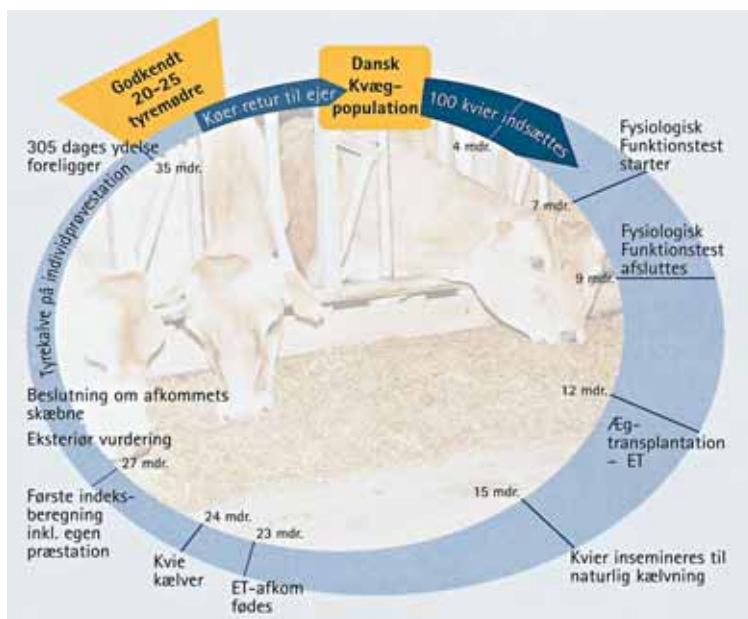 Godkendt
20-25
tyremødre
Køer retur til ejer
Dansk
Kvæg-
population
100 kvier indsættes
4 mdr.
Fysiologisk
Funktionstest
starter
7 mdr.
Fysiologisk
Funktionstest
afsluttes
9 mdr.
12 mdr.
Æg-
transplantation
– ET
15 mdr.
Kvier insemineres til
naturlig kælvning
23 mdr.
ET-afkom
fødes
24 mdr.
Kvie
kælver
27 mdr.
Første indeks-
beregning
inkl. egen
præstation
Eksteriør vurdering
Beslutning om afkommets
skæbne
Tyrekalve på individprøvestation
35 mdr.
305 dages ydelse
foreligger